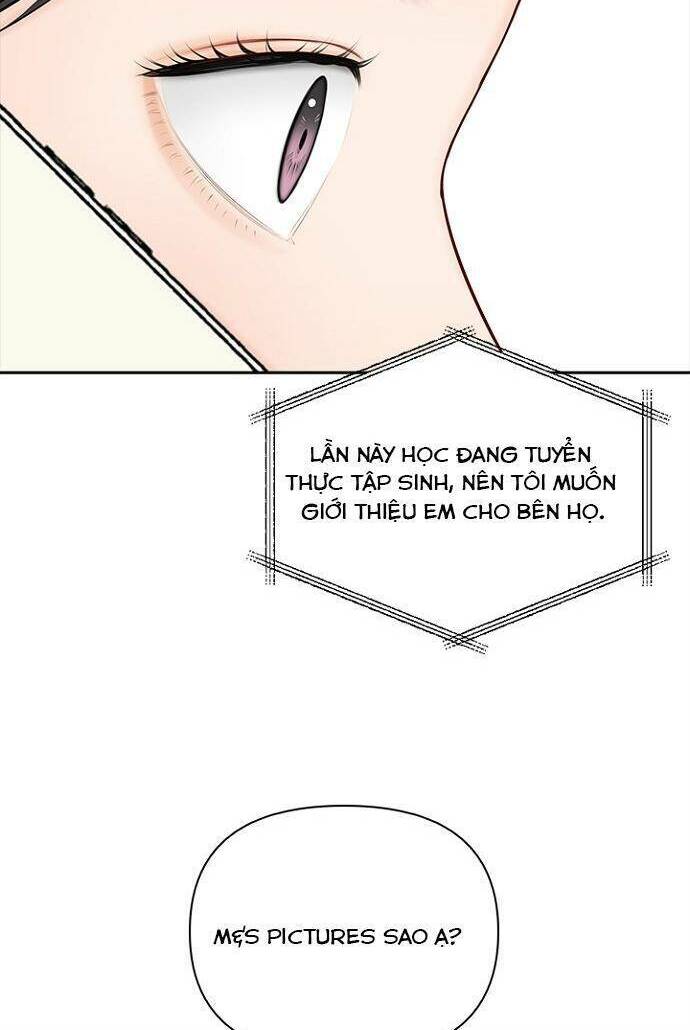 LẦN NÀY HỌC ĐANG TUYỂN
THỰC TẬP SINH, NÊN TÔI MUỐN
GIỚI THIỆU EM CHO BÊN HỌ.
M&S PICTURES SAO Ạ?